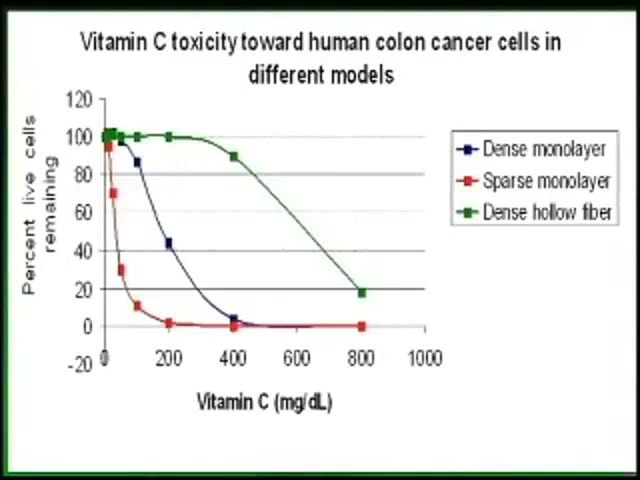 Vitamin C toxicity toward human colon cancer cells in
different models
Percent live cells
remaining
120
100
80
60
40
20
0
-20
0 200 400 600 800 1000
Vitamin C (mg/dL)
Dense monolayer
Sparse monolayer
Dense hollow fiber